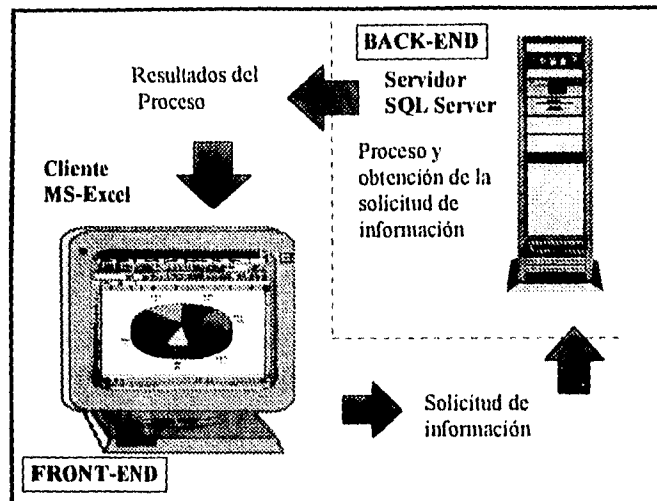 BACK-END
Resultados del
Proceso
Servidor
SQL Server
Proceso y
obtención de la
solicitud de
información
Cliente
MS-Excel
Solicitud de
información
FRONT-END